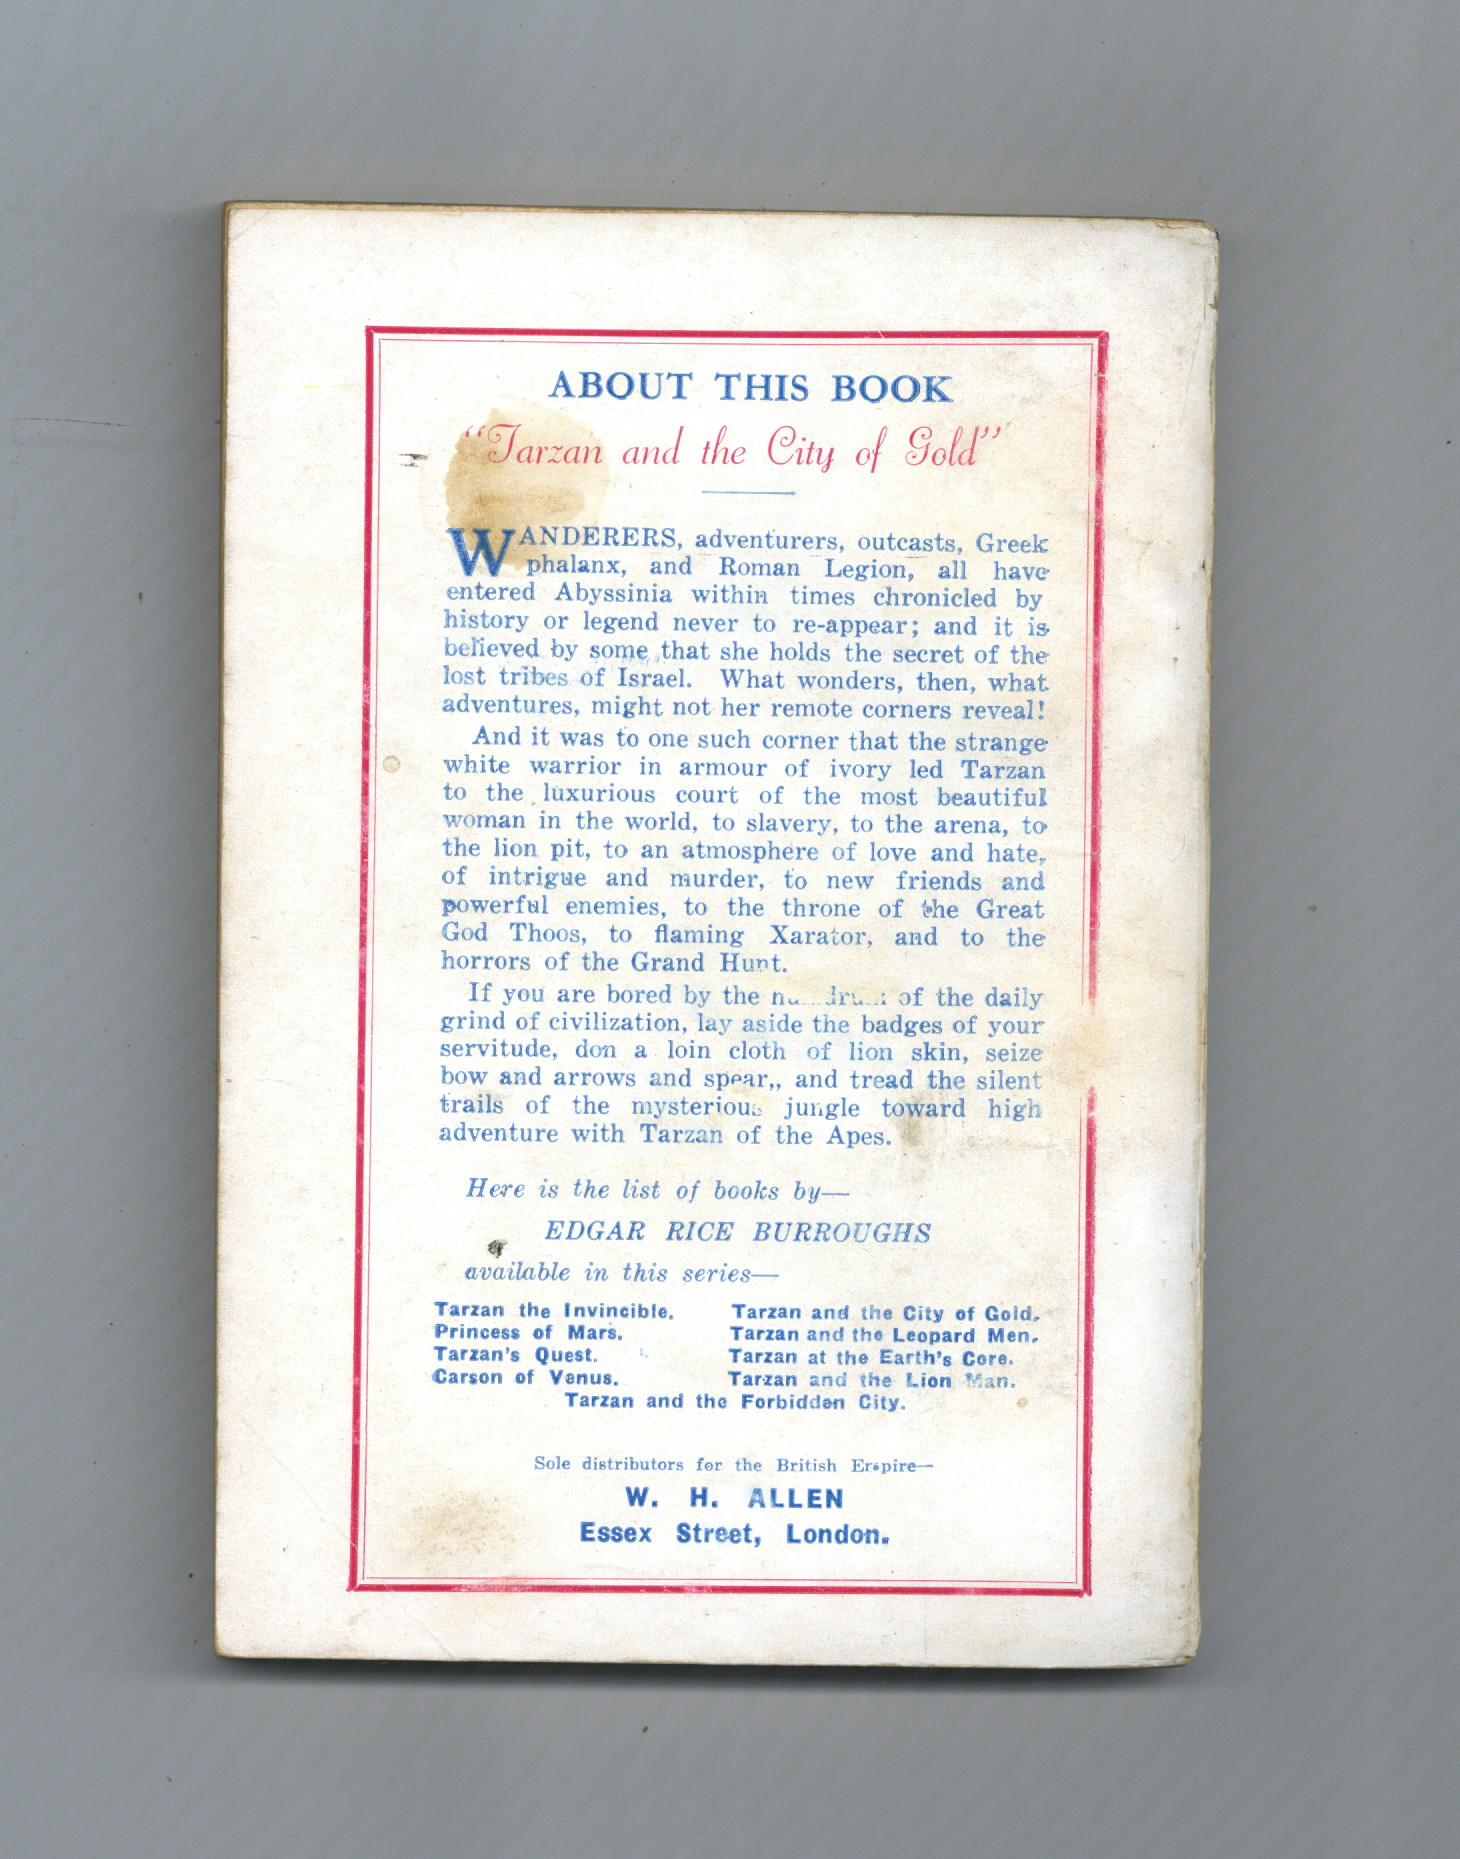 ABOUT THIS BOOK
"Tarzan and the City of Gold"
WANDERERS, adventurers, outcasts, Greek
phalanx, and Roman Legion, all have
entered Abyssinia within times chronicled by
history or legend never to re-appear; and it is
believed by some that she holds the secret of the
lost tribes of Israel. What wonders, then, what
adventures, might not her remote corners reveal!
And it was to one such corner that the strange
white warrior in armour of ivory led Tarzan
to the luxurious court of the most beautiful
woman in the world, to slavery, to the arena, to
the lion pit, to an atmosphere of love and hate,
of intrigue and murder, to new friends and
powerful enemies, to the throne of the Great
God Thoos, to flaming Xarator, and to the
horrors of the Grand Hunt.
If you are bored by the of the daily
grind of civilization, lay aside the badges of your
servitude, don a loin cloth of lion skin, seize
bow and arrows and spear,, and tread the silent
trails of the mysterious jungle toward high
adventure with Tarzan of the Apes.
Here is the list of books by—
EDGAR RICE BURROUGHS
available in this series—
Tarzan the Invincible. Tarzan and the City of Gold.
Princess of Mars. Tarzan and the Leopard Men.
Tarzan's Quest. Tarzan at the Earth's Core.
Carson of Venus. Tarzan and the Lion Man.
Tarzan and the Forbidden City.
Sole distributors for the British Empire—
W. H. ALLEN
Essex Street, London.